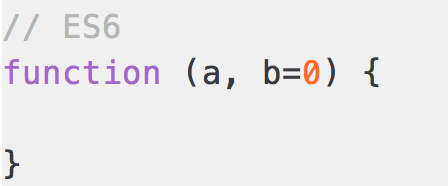 // ES6
function (a, b=0) {
}